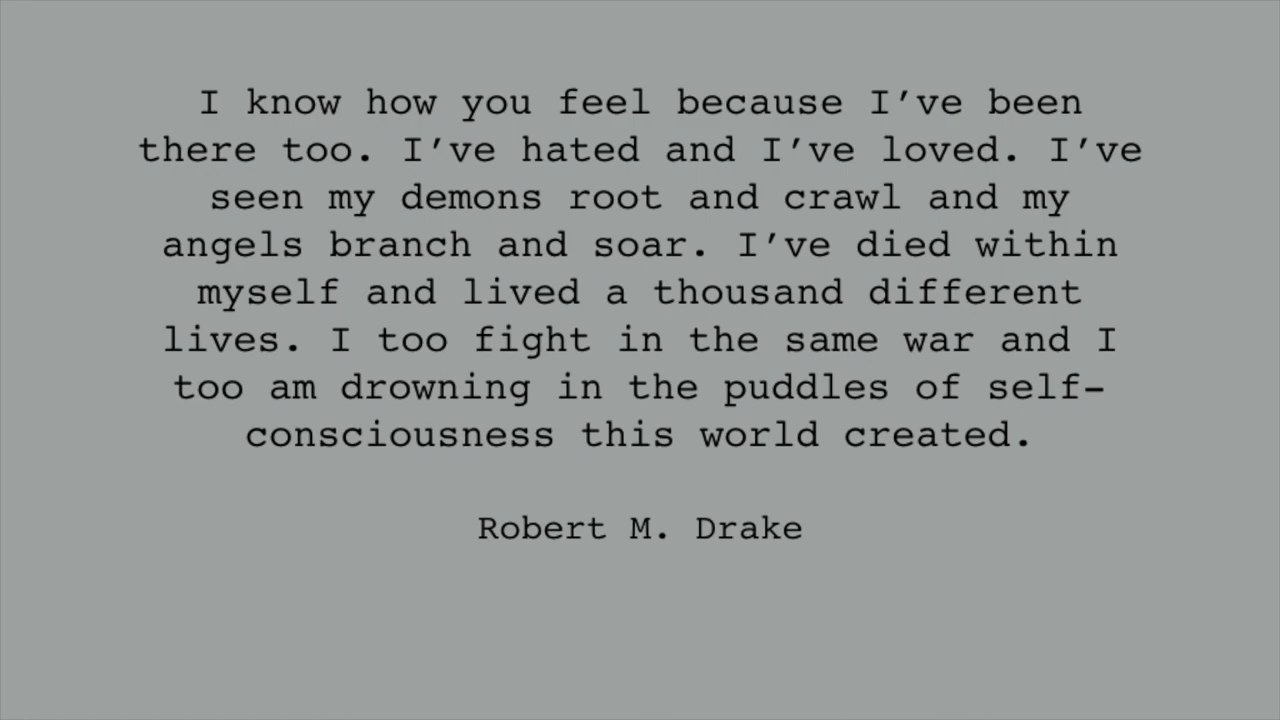 I know how you feel because I’ve been
there too. I’ve hated and I’ve loved. I’ve
seen my demons root and crawl and my
angels branch and soar. I’ve died within
myself and lived a thousand different
lives. I too fight in the same war and I
too am drowning in the puddles of self-
consciousness this world created.
Robert M. Drake